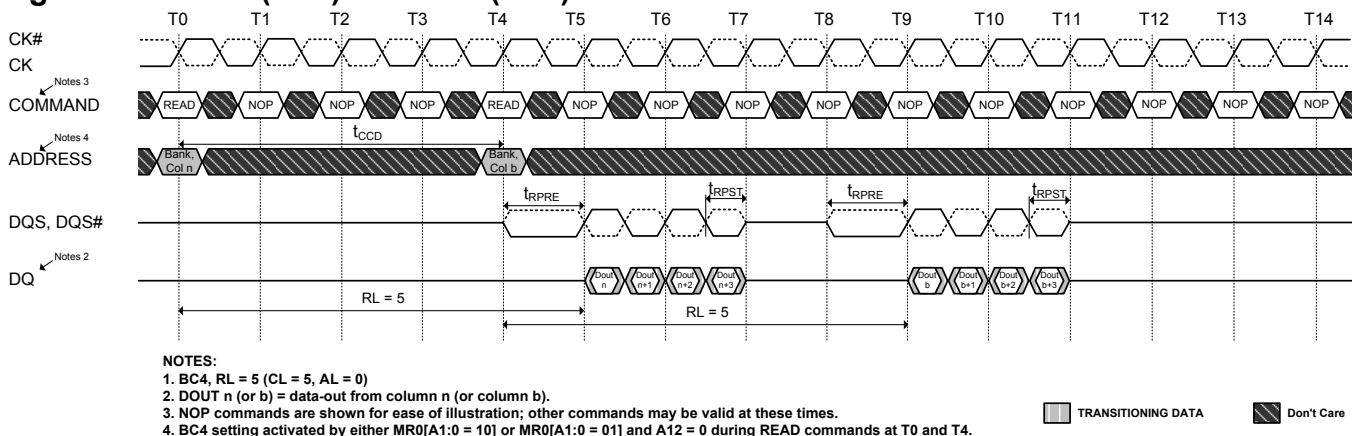 T0 T1 T2 T3 T4 T5 T6 T7 T8 T9 T10 T11 T12 T13 T14
CK#
CK
Notes 3
COMMAND READ NOP NOP NOP READ NOP NOP NOP NOP NOP NOP NOP NOP NOP NOP
tCCD
Notes 4
ADDRESS Bank, Col n Bank, Col b
tRPRE tRPST tRPRE tRPST
DQS, DQS#
Notes 2
DQ Dout n Dout n+1 Dout n+2 Dout n+3 Dout b Dout b+1 Dout b+2 Dout b+3
RL = 5
RL = 5
NOTES:
1. BC4, RL = 5 (CL = 5, AL = 0)
2. DOUT n (or b) = data-out from column n (or column b).
3. NOP commands are shown for ease of illustration; other commands may be valid at these times.
4. BC4 setting activated by either MR0[A1:0 = 10] or MR0[A1:0 = 01] and A12 = 0 during READ commands at T0 and T4.
TRANSITIONING DATA Don't Care